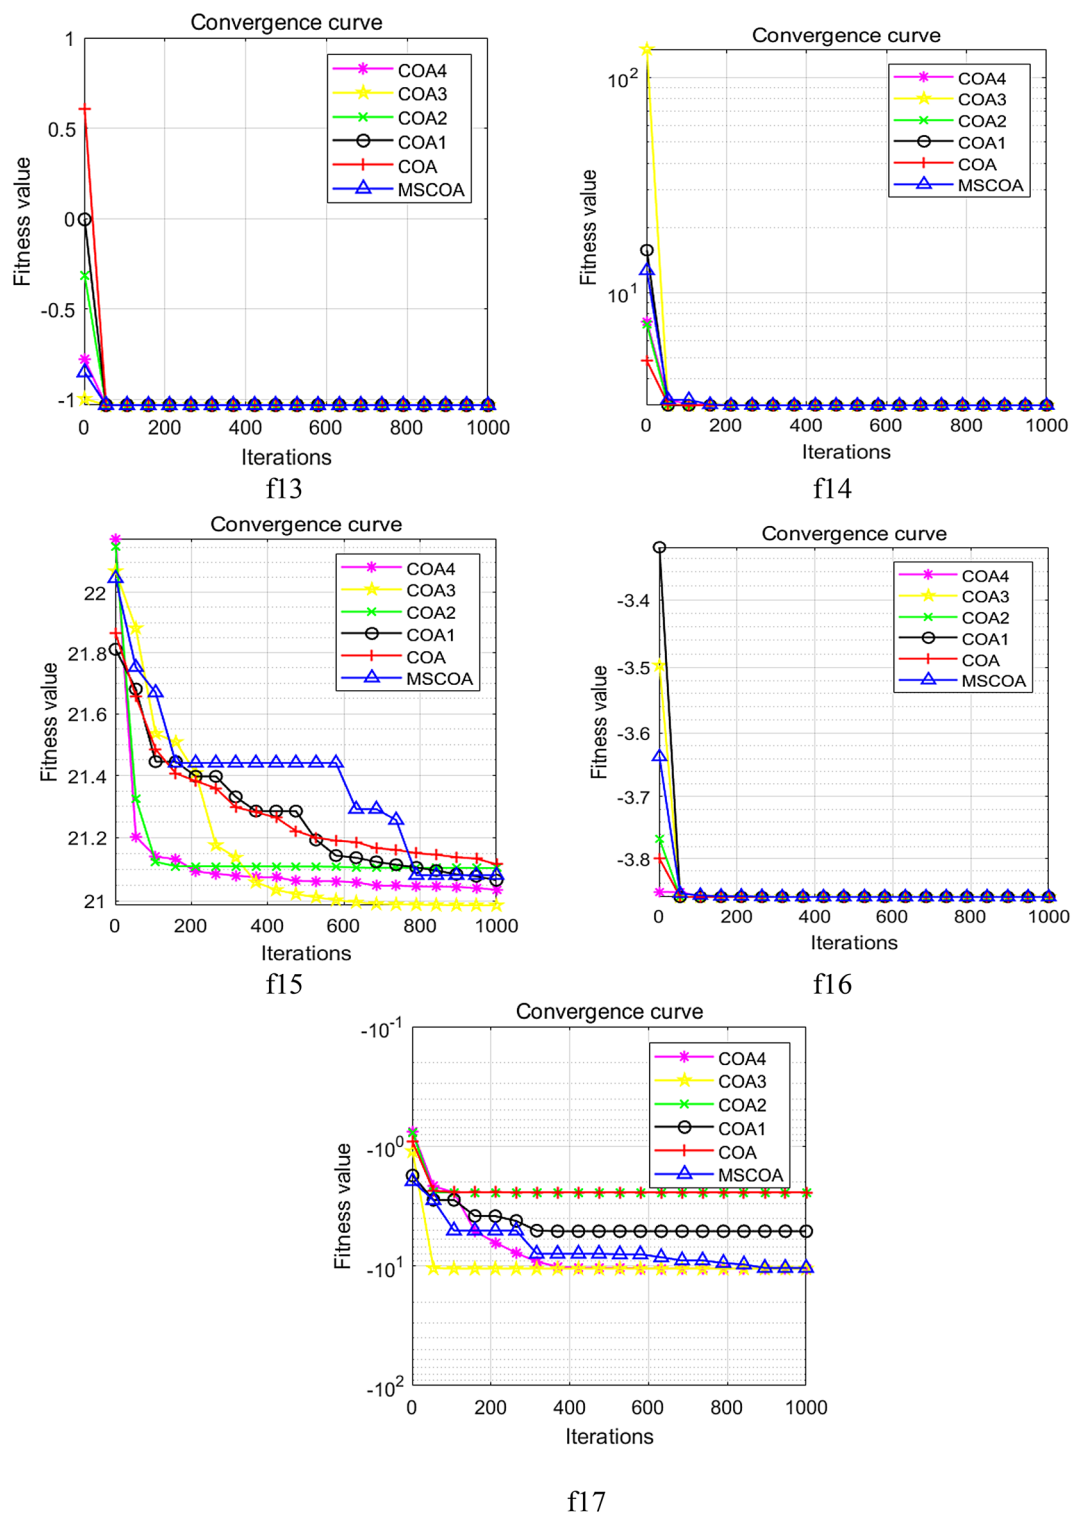 Convergence curve
1
0.5
0
-0.5
-1
Fitness value
COA4
COA3
COA2
COA1
COA
MSCOA
0 200 400 600 800 1000
Iterations
f13
Convergence curve
10^2
10^1
Fitness value
COA4
COA3
COA2
COA1
COA
MSCOA
0 200 400 600 800 1000
Iterations
f14
Convergence curve
22
21.8
21.6
21.4
21.2
21
Fitness value
COA4
COA3
COA2
COA1
COA
MSCOA
0 200 400 600 800 1000
Iterations
f15
Convergence curve
-3.4
-3.5
-3.6
-3.7
-3.8
Fitness value
COA4
COA3
COA2
COA1
COA
MSCOA
0 200 400 600 800 1000
Iterations
f16
Convergence curve
-10^-1
-10^0
-10^1
-10^2
Fitness value
COA4
COA3
COA2
COA1
COA
MSCOA
0 200 400 600 800 1000
Iterations
f17